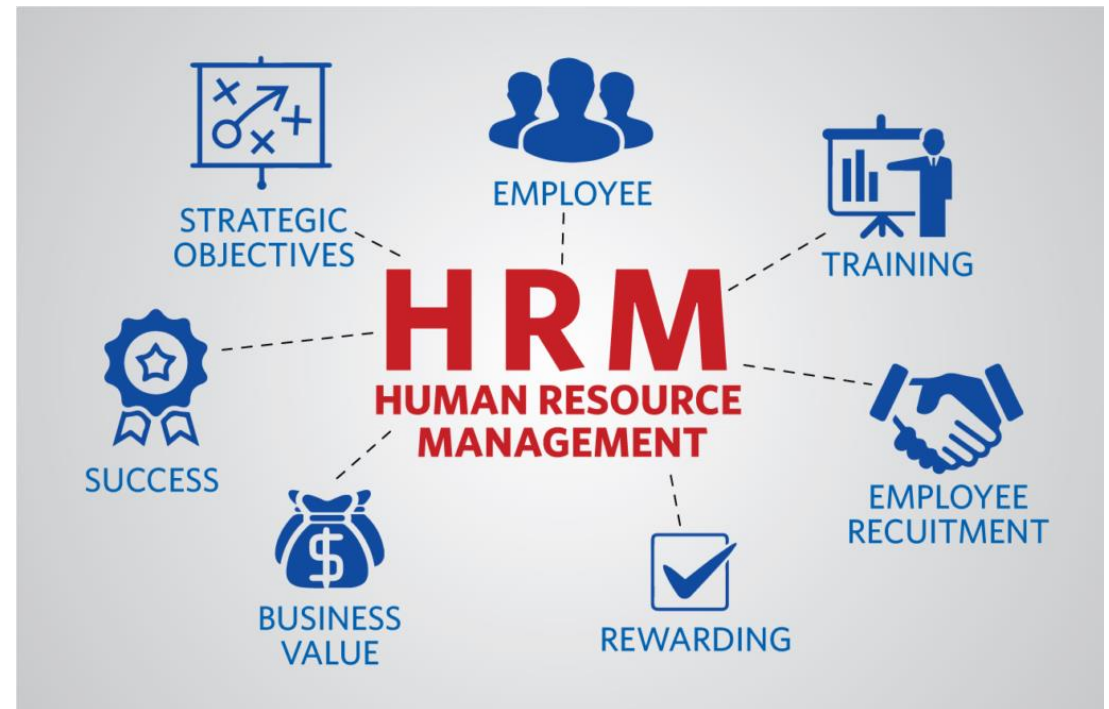 STRATEGIC
OBJECTIVES
EMPLOYEE
TRAINING
HRM
HUMAN RESOURCE
MANAGEMENT
SUCCESS
EMPLOYEE
RECUITMENT
BUSINESS
VALUE
$
REWARDING